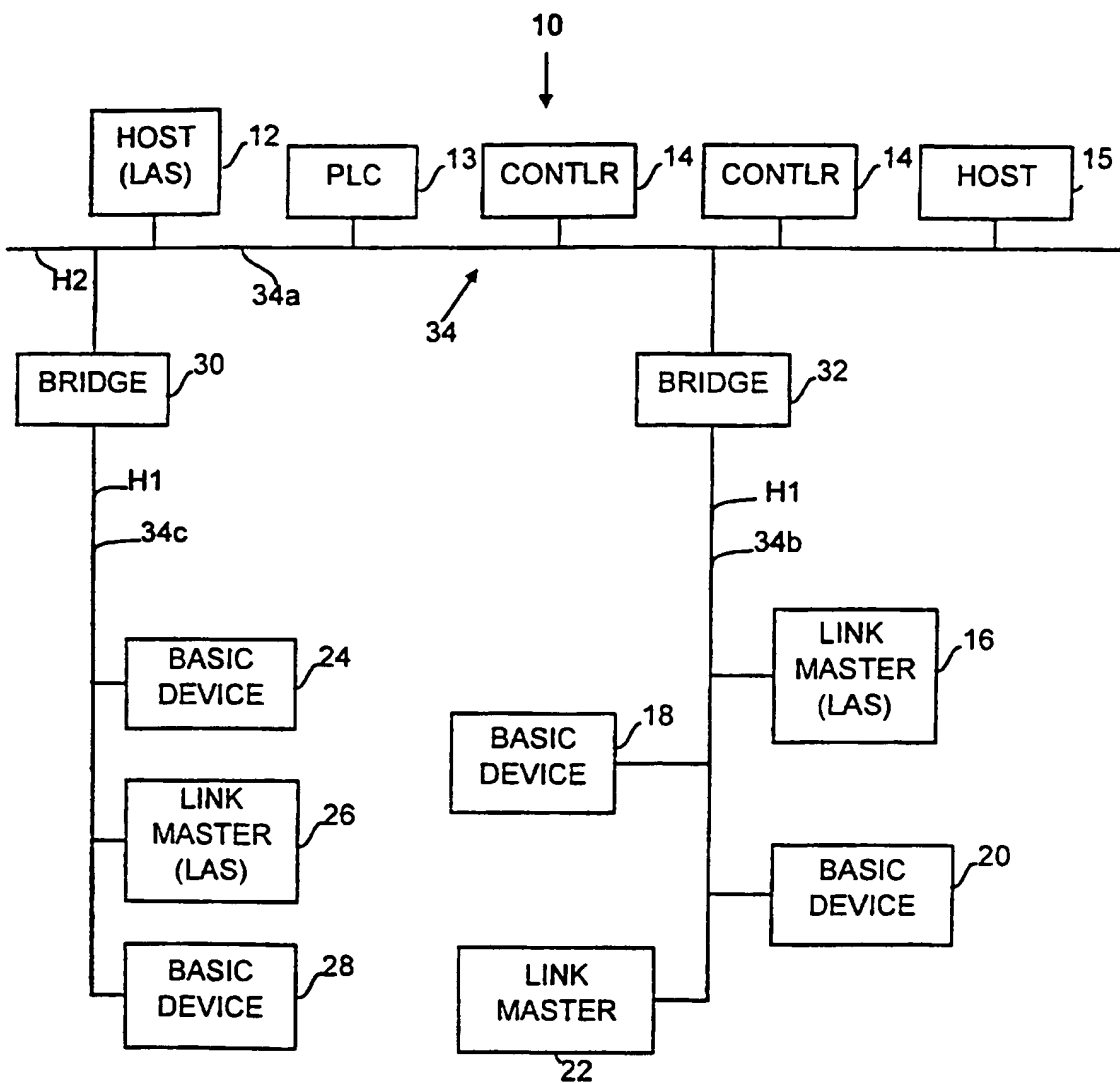 10
HOST
(LAS)
12
PLC
13
CONTLR
14
CONTLR
14
HOST
15
H2
34a
34
BRIDGE
30
BRIDGE
32
H1
34c
H1
34b
BASIC
DEVICE
24
LINK
MASTER
(LAS)
16
BASIC
DEVICE
18
LINK
MASTER
(LAS)
26
BASIC
DEVICE
20
BASIC
DEVICE
28
LINK
MASTER
22